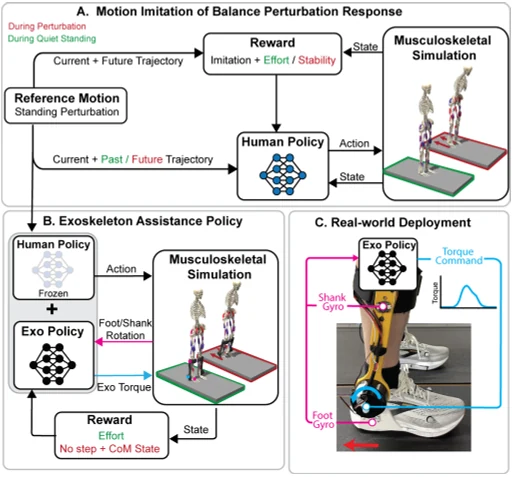 A. Motion Imitation of Balance Perturbation Response
During Perturbation
During Quiet Standing
Current + Future Trajectory
Reward
Imitation + Effort / Stability
State
Musculoskeletal
Simulation
Reference Motion
Standing Perturbation
Human Policy
Action
State
Current + Past / Future Trajectory
B. Exoskeleton Assistance Policy
Human Policy
Frozen
+
Exo Policy
Action
Foot/Shank
Rotation
Exo Torque
Musculoskeletal
Simulation
Reward
Effort
No step + CoM State
State
C. Real-world Deployment
Exo Policy
Torque
Command
Torque
Shank
Gyro
Foot
Gyro